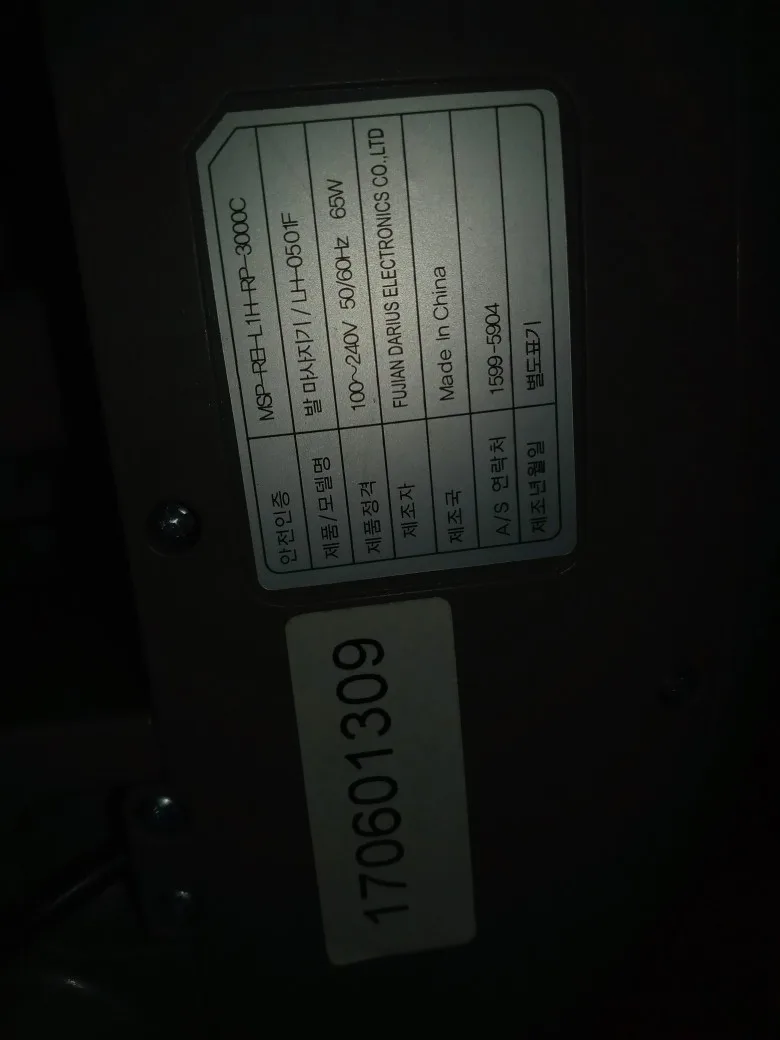 안전인증 MSP-REI-L1H-RP-3000C
제품/모델명 발 마사지기 / LH-0501F
제품정격 100~240V 50/60Hz 65W
제조자 FUJIAN DARIUS ELECTRONICS CO.,LTD
제조국 Made In China
A/S 연락처 1599-5904
제조년월일 별도표기
170601309